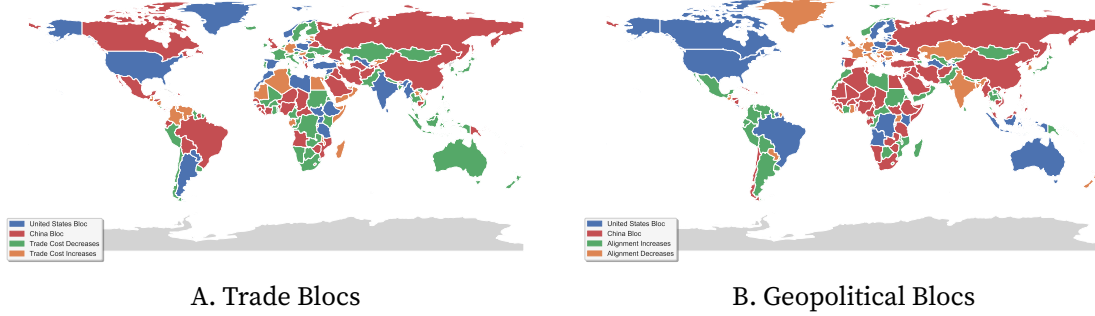 United States Bloc
China Bloc
Trade Cost Decreases
Trade Cost Increases
A. Trade Blocs
United States Bloc
China Bloc
Alignment Increases
Alignment Decreases
B. Geopolitical Blocs